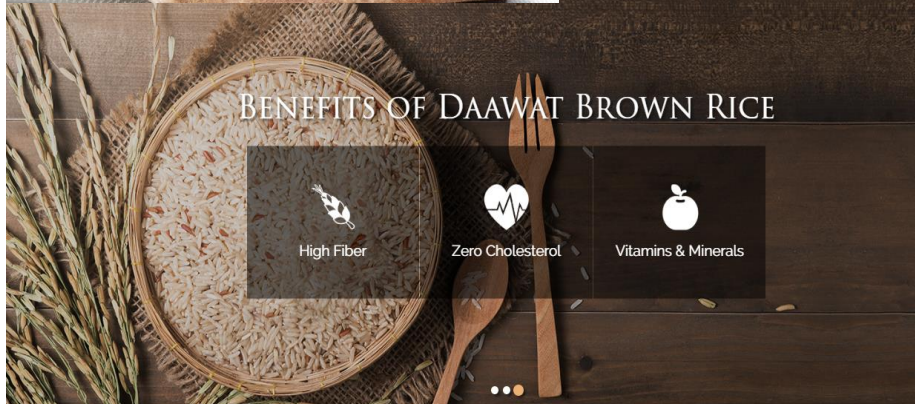 Benefits of Daawat Brown Rice
High Fiber
Zero Cholesterol
Vitamins & Minerals